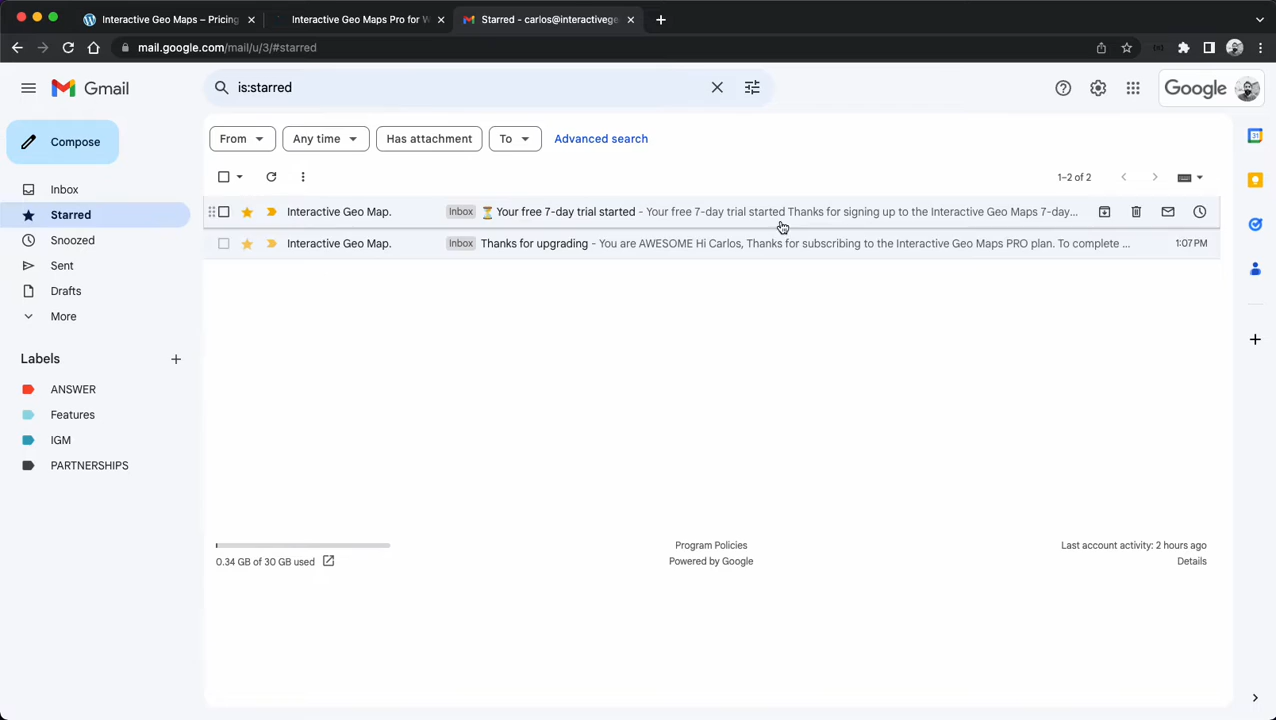 Interactive Geo Maps – Pricing
Interactive Geo Maps Pro for W
Starred - carlos@interactivege
mail.google.com/mail/u/3/#starred
Gmail
is:starred
Google
Compose
From
Any time
Has attachment
To
Advanced search
1–2 of 2
Inbox
Starred
Snoozed
Sent
Drafts
More
Labels
ANSWER
Features
IGM
PARTNERSHIPS
Interactive Geo Map. Inbox ⏳ Your free 7-day trial started - Your free 7-day trial started Thanks for signing up to the Interactive Geo Maps 7-day...
Interactive Geo Map. Inbox Thanks for upgrading - You are AWESOME Hi Carlos, Thanks for subscribing to the Interactive Geo Maps PRO plan. To complete ... 1:07 PM
0.34 GB of 30 GB used
Program Policies
Powered by Google
Last account activity: 2 hours ago
Details
31